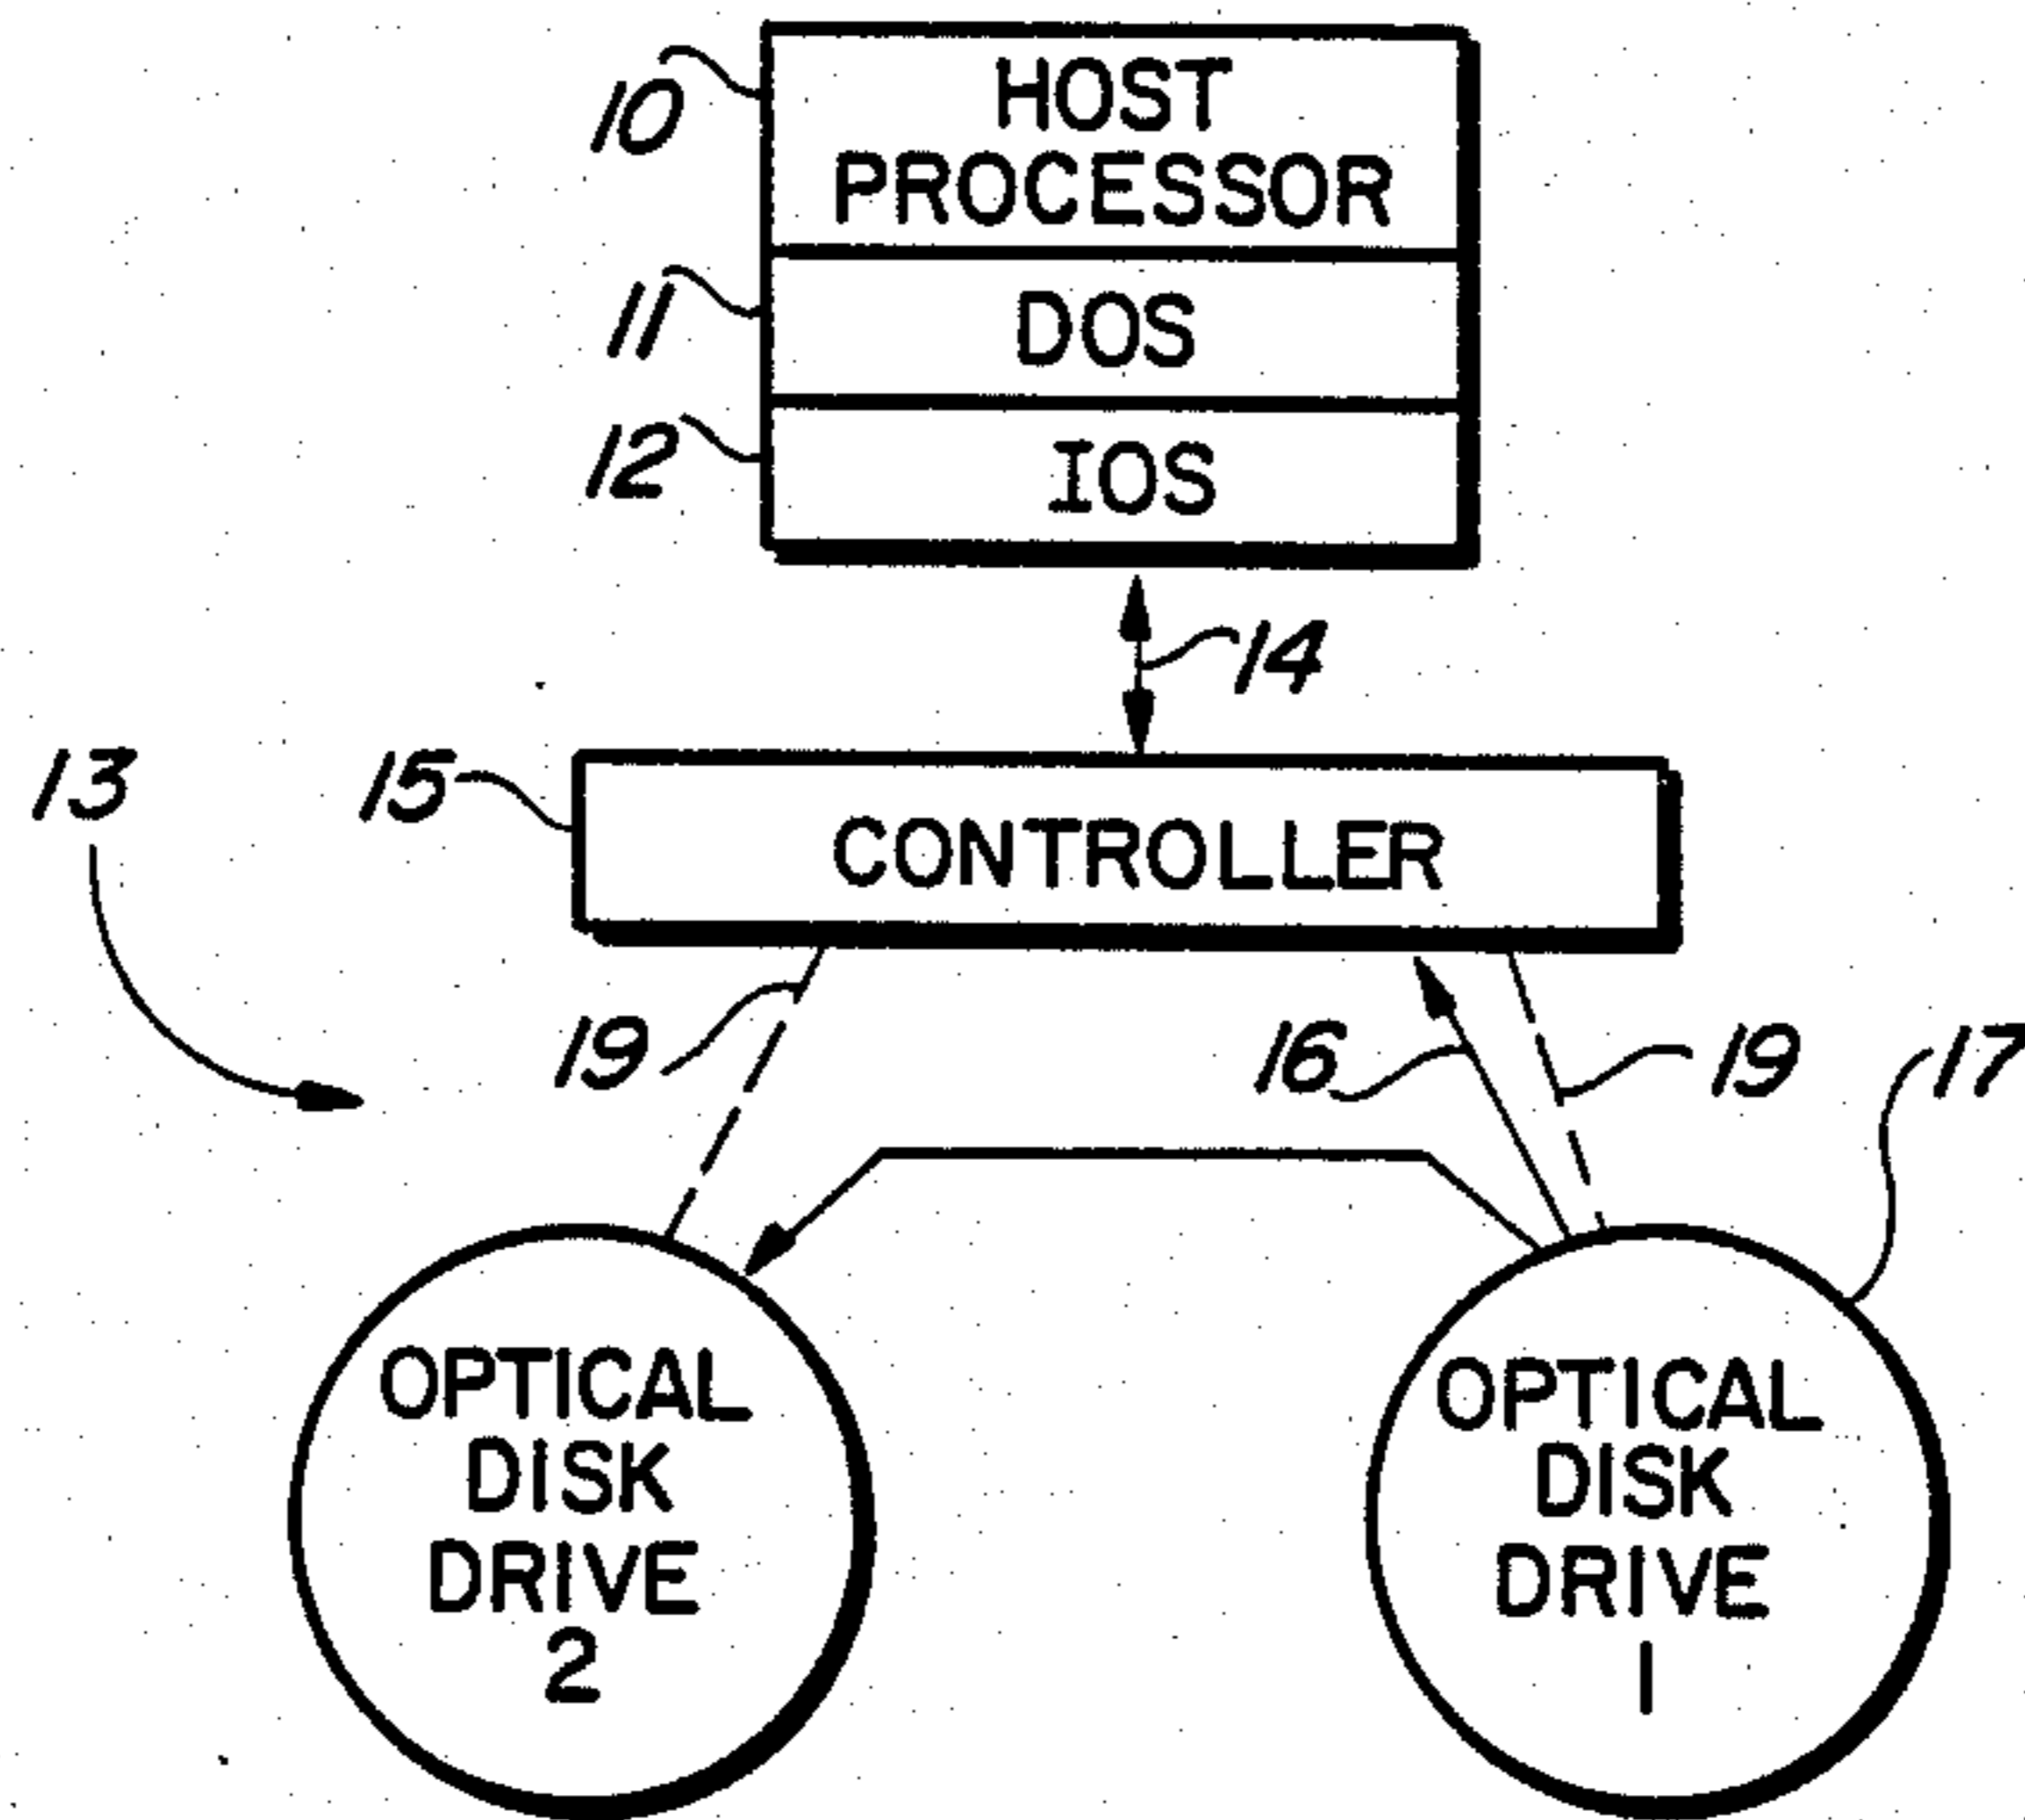 10
HOST
PROCESSOR
11
DOS
12
IOS
14
13
15
CONTROLLER
19
16
19
17
OPTICAL
DISK
DRIVE
2
OPTICAL
DISK
DRIVE
1